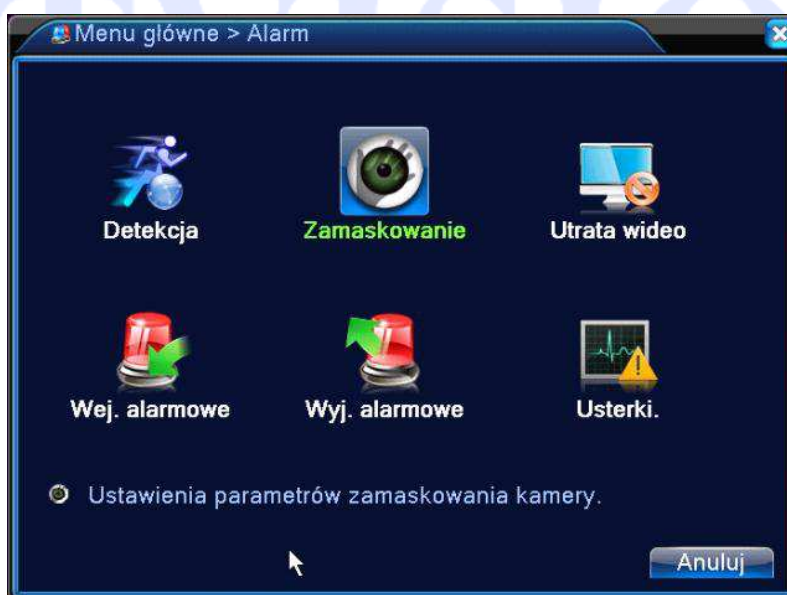 Menu główne > Alarm
Detekcja
Zamaskowanie
Utrata wideo
Wej. alarmowe
Wyj. alarmowe
Usterki.
Ustawienia parametrów zamaskowania kamery.
Anuluj